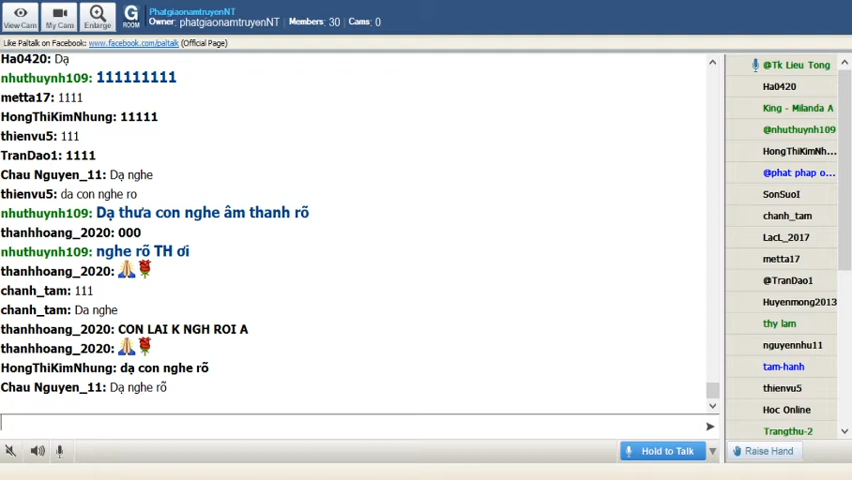 PhatgiaonamtruyenNT
Owner: phatgiaonamtruyenNT Members: 30 Cams: 0
View Cam
My Cam
Enlarge
G
ROOM
Like Paltalk on Facebook: www.facebook.com/paltalk (Official Page)
Ha0420: Dạ
nhuthuynh109: 111111111
metta17: 1111
HongThiKimNhung: 11111
thienvu5: 111
TranDao1: 1111
Chau Nguyen_11: Dạ nghe
thienvu5: da con nghe ro
nhuthuynh109: Dạ thưa con nghe âm thanh rõ
thanhhoang_2020: 000
nhuthuynh109: nghe rõ TH ơi
thanhhoang_2020: 🙏🌹
chanh_tam: 111
chanh_tam: Da nghe
thanhhoang_2020: CON LAI K NGH ROI A
thanhhoang_2020: 🙏🌹
HongThiKimNhung: dạ con nghe rõ
Chau Nguyen_11: Dạ nghe rõ
@Tk Lieu Tong
Ha0420
King - Milanda A
@nhuthuynh109
HongThiKimNh...
@phat phap o...
SonSuoI
chanh_tam
LacL_2017
metta17
@TranDao1
Huyenmong2013
thy lam
nguyennhu11
tam-hanh
thienvu5
Hoc Online
Trangthu-2
Hold to Talk
Raise Hand